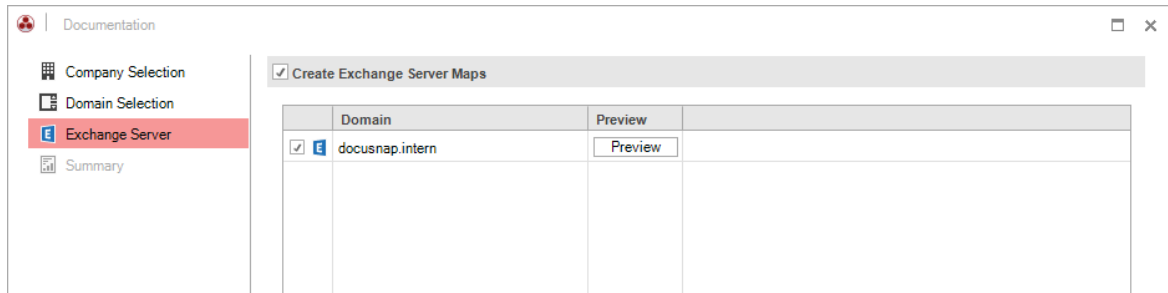 Documentation
Company Selection
Domain Selection
Exchange Server
Summary
Create Exchange Server Maps
Domain Preview
docusnap.intern Preview